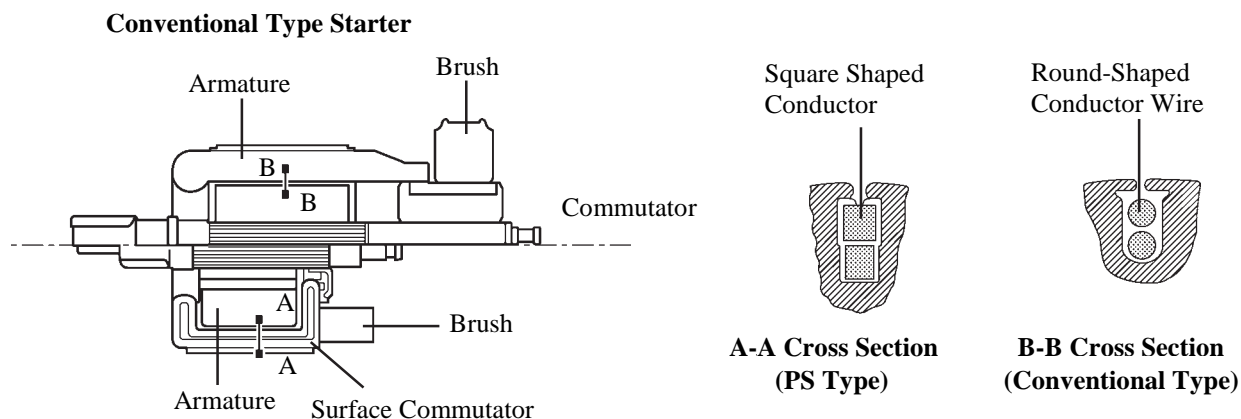 Conventional Type Starter
Armature
Brush
B
B
Commutator
A
Brush
A
Armature
Surface Commutator
Square Shaped
Conductor
A-A Cross Section
(PS Type)
Round-Shaped
Conductor Wire
B-B Cross Section
(Conventional Type)